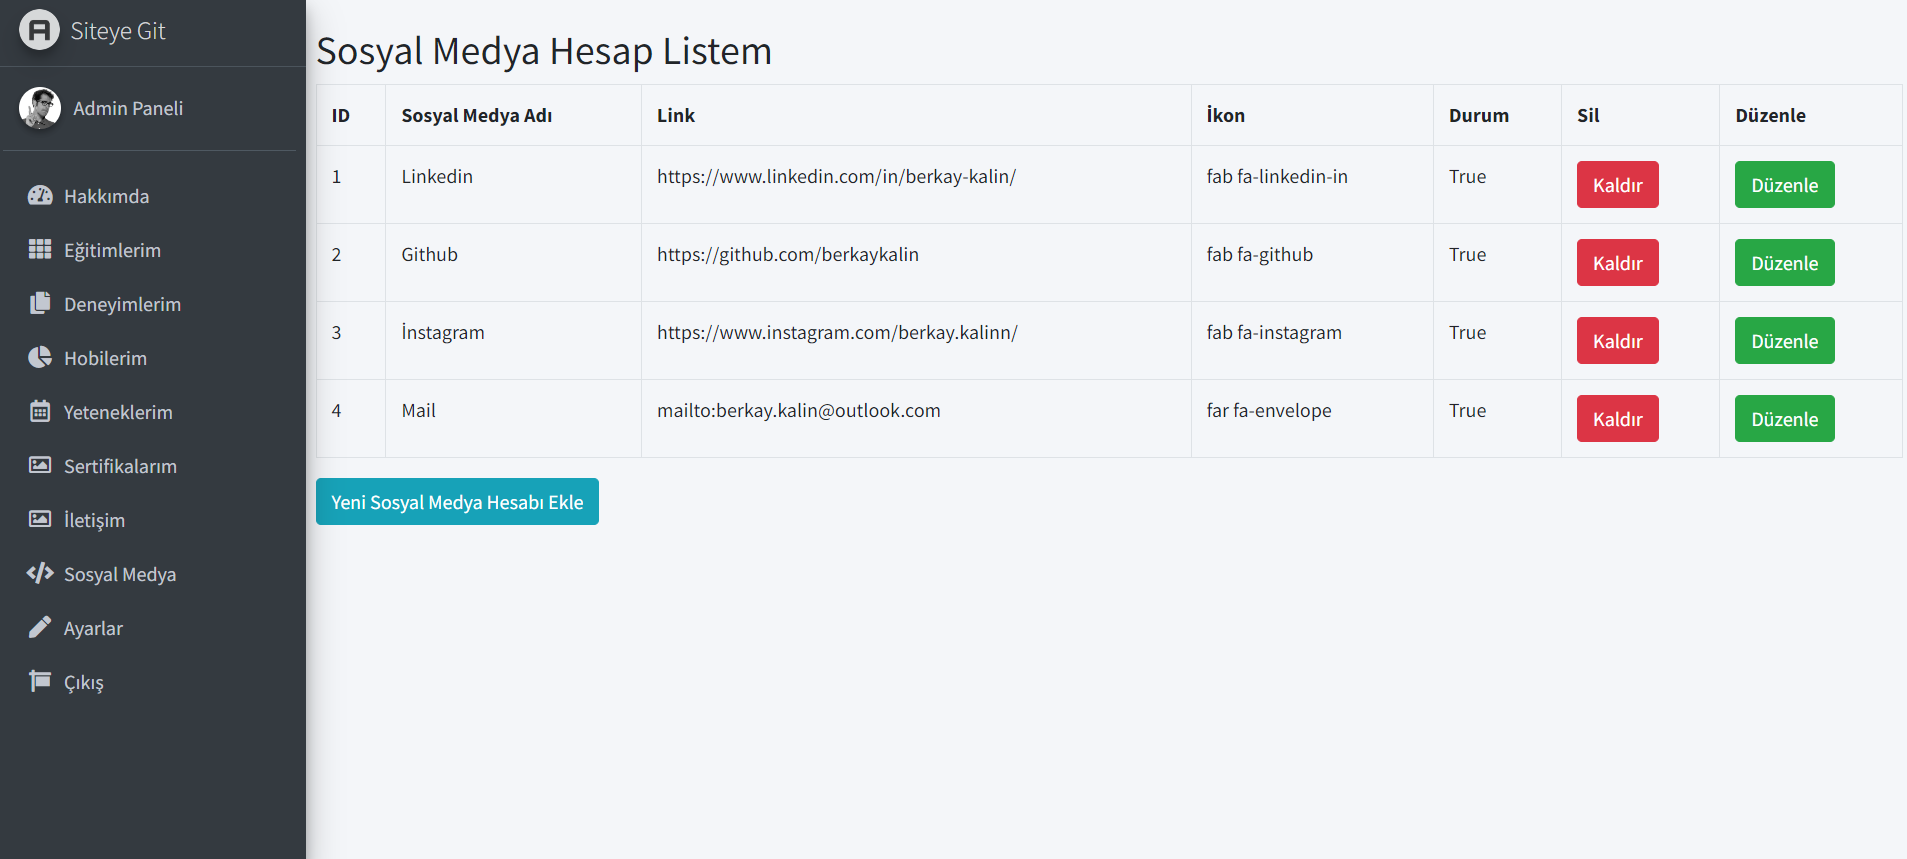 Siteye Git
Admin Paneli
Hakkımda
Eğitimlerim
Deneyimlerim
Hobilerim
Yeteneklerim
Sertifikalarım
İletişim
Sosyal Medya
Ayarlar
Çıkış
Sosyal Medya Hesap Listem
ID Sosyal Medya Adı Link İkon Durum Sil Düzenle
1 Linkedin https://www.linkedin.com/in/berkay-kalin/ fab fa-linkedin-in True Kaldır Düzenle
2 Github https://github.com/berkaykalin fab fa-github True Kaldır Düzenle
3 İnstagram https://www.instagram.com/berkay.kalinn/ fab fa-instagram True Kaldır Düzenle
4 Mail mailto:berkay.kalin@outlook.com far fa-envelope True Kaldır Düzenle
Yeni Sosyal Medya Hesabı Ekle